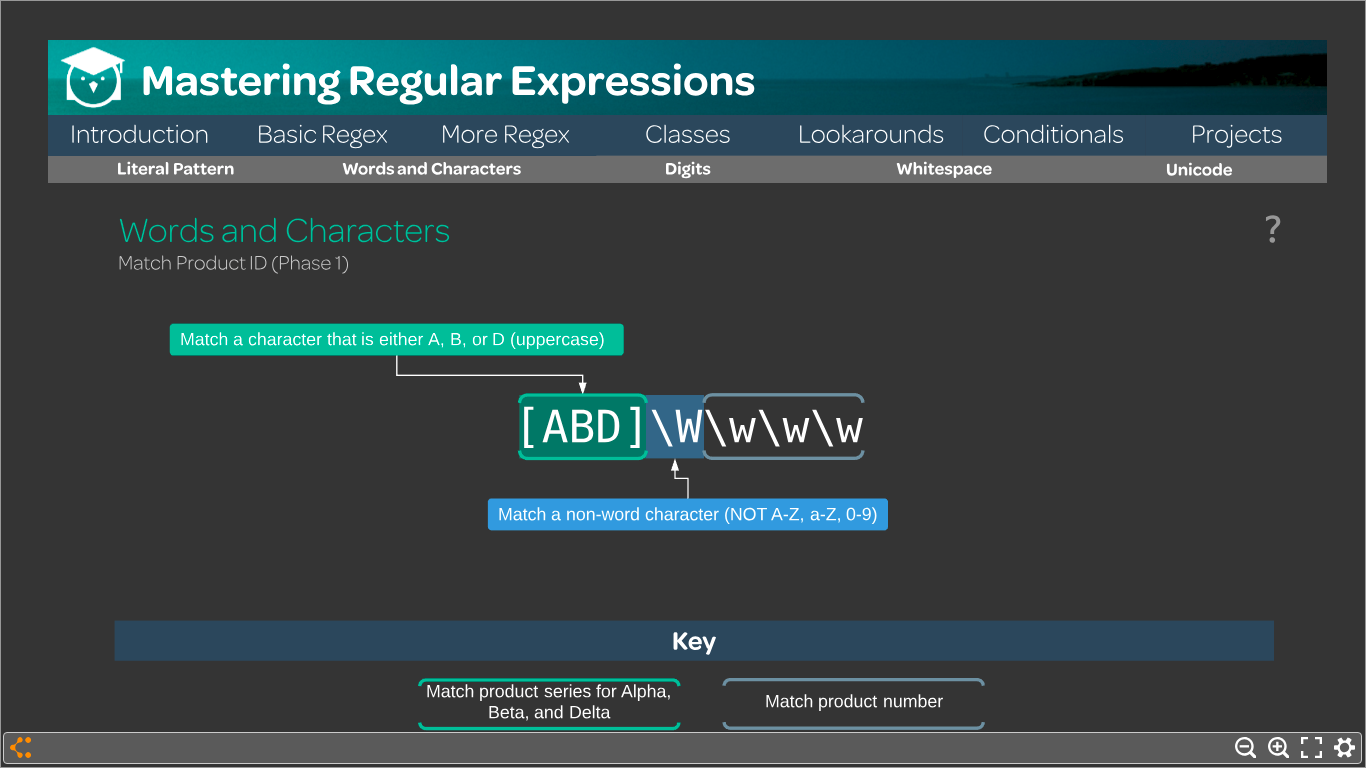 Mastering Regular Expressions
Introduction Basic Regex More Regex Classes Lookarounds Conditionals Projects
Literal Pattern Words and Characters Digits Whitespace Unicode
Words and Characters
?
Match Product ID (Phase 1)
Match a character that is either A, B, or D (uppercase)
[ABD]\W\w\w\w
Match a non-word character (NOT A-Z, a-Z, 0-9)
Key
Match product series for Alpha,
Beta, and Delta
Match product number